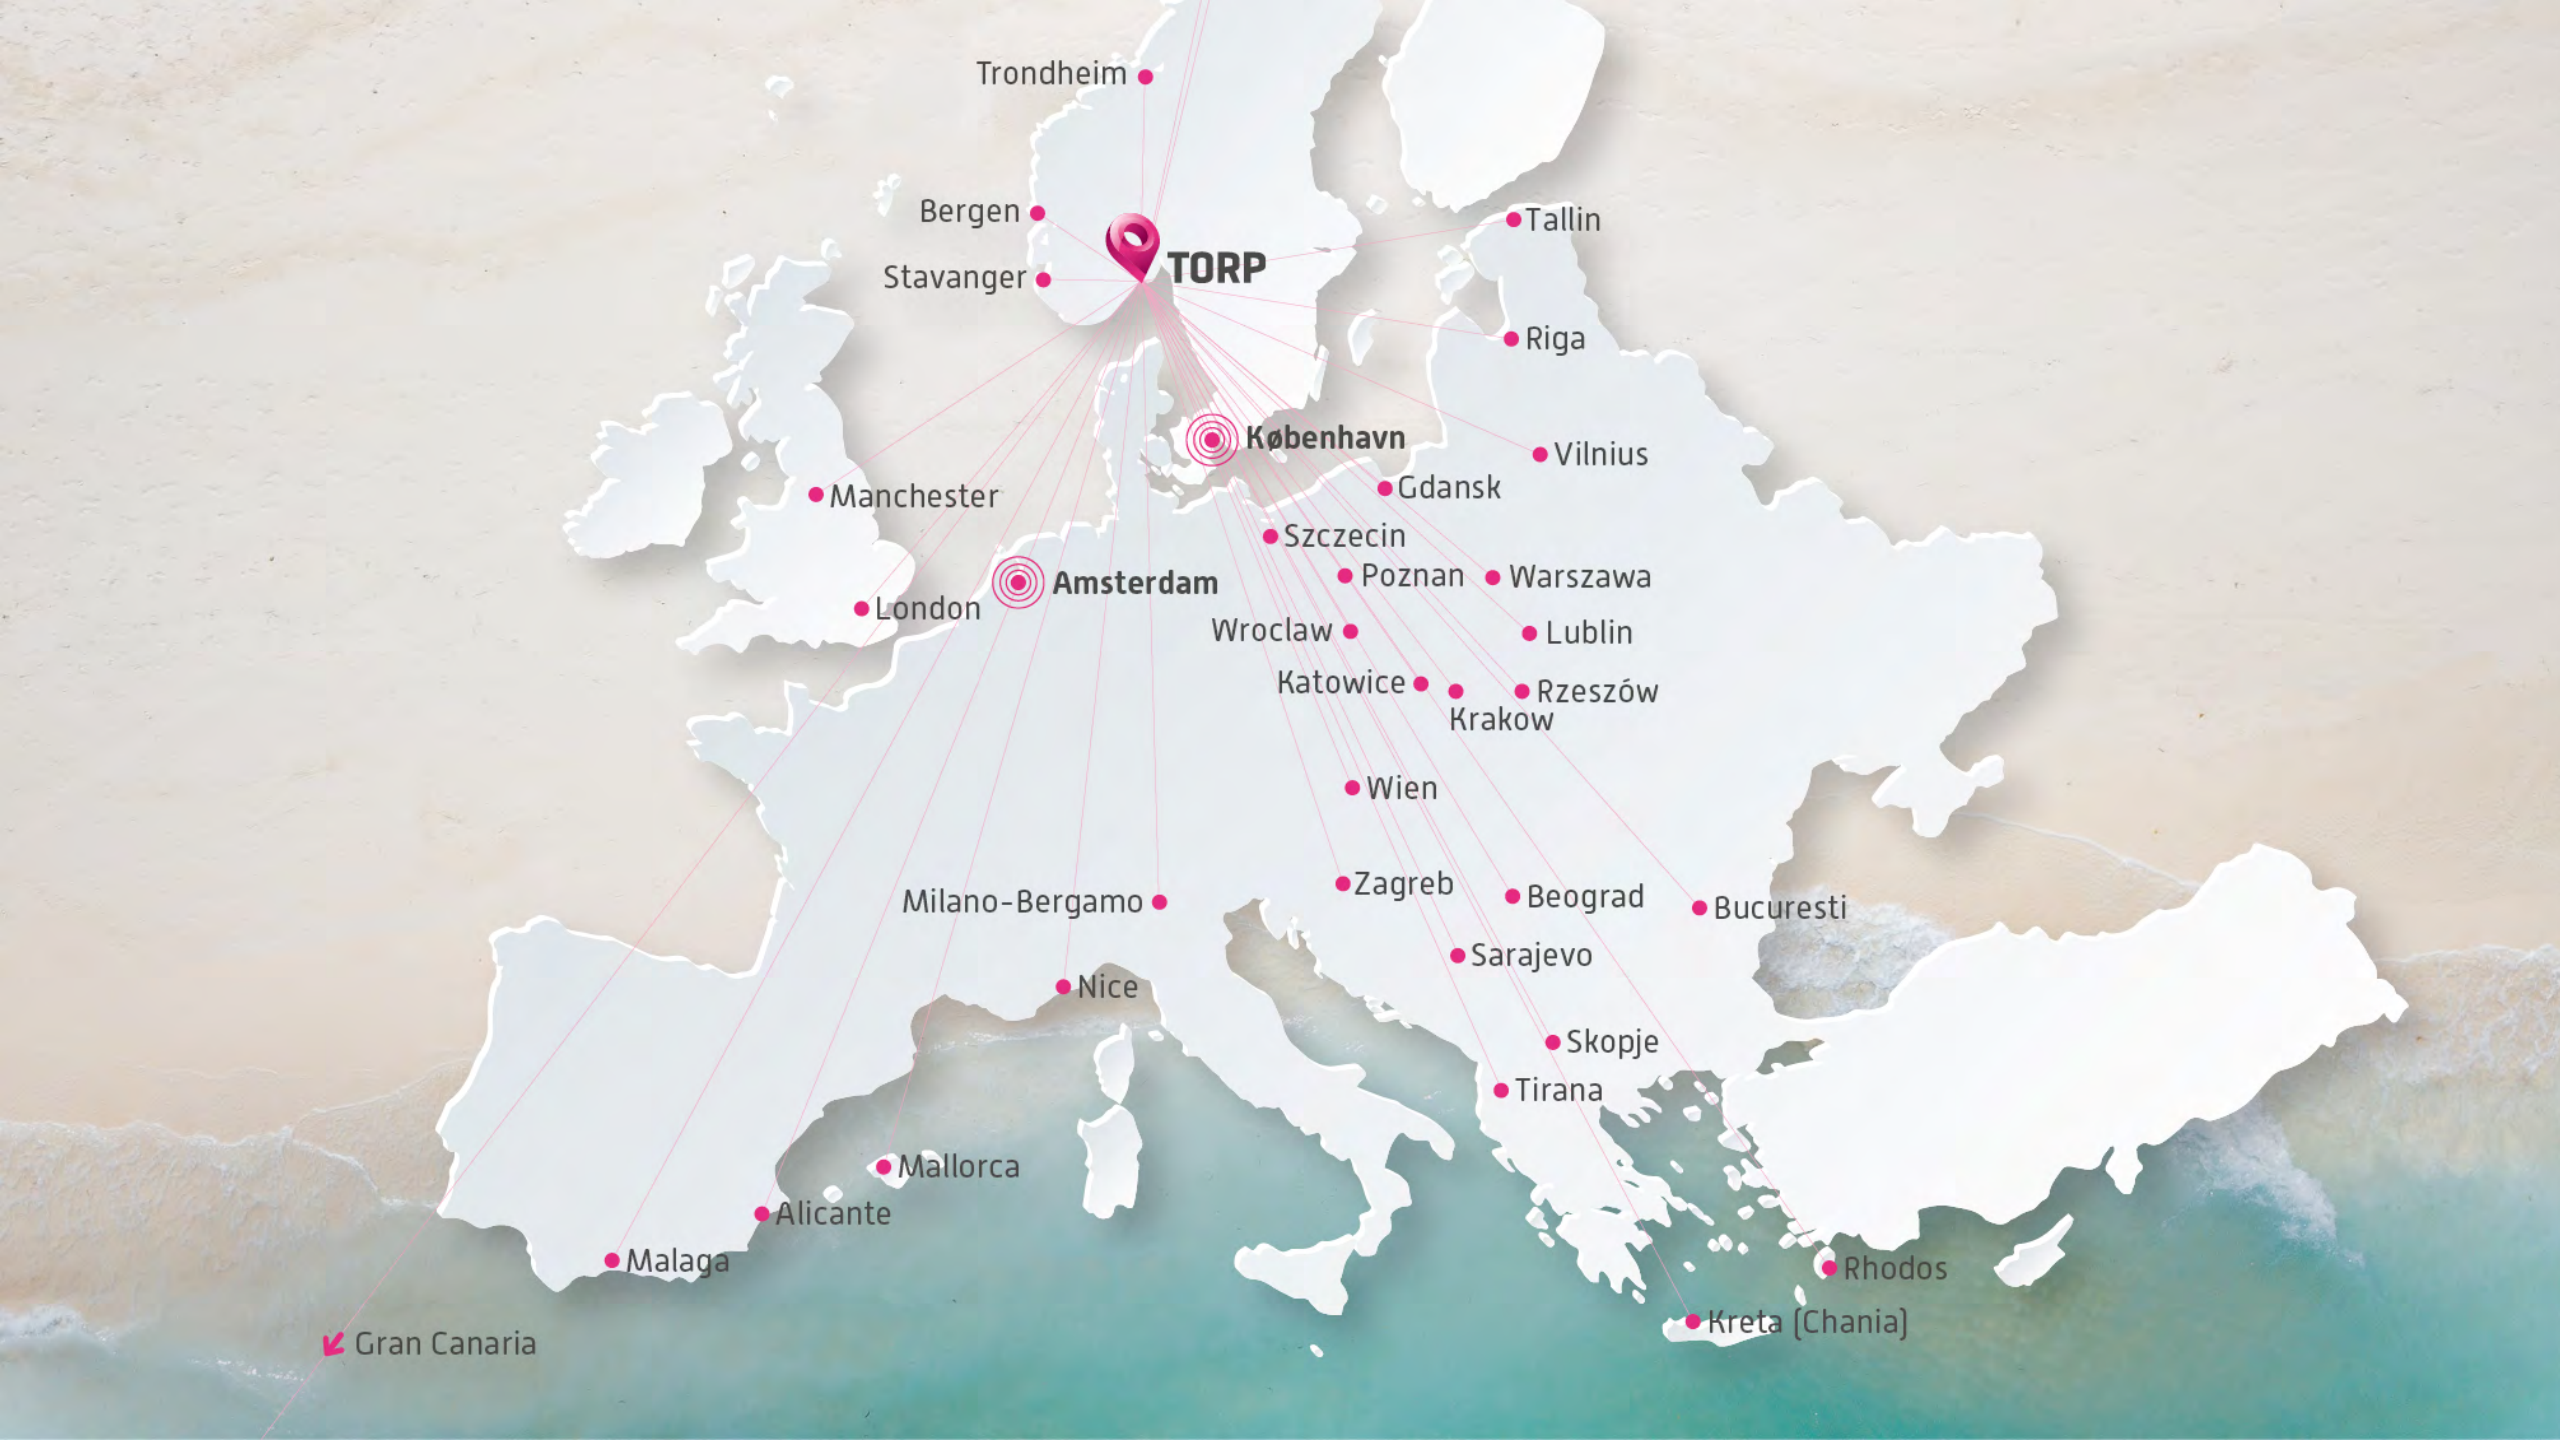 Trondheim
Bergen
Tallin
TORP
Stavanger
Riga
København
Vilnius
Gdansk
Manchester
Szczecin
Poznan
Warszawa
Amsterdam
London
Wroclaw
Lublin
Katowice
Rzeszów
Krakow
Wien
Zagreb
Beograd
Milano-Bergamo
Bucuresti
Sarajevo
Nice
Skopje
Tirana
Mallorca
Alicante
Malaga
Rhodos
Kreta (Chania)
Gran Canaria